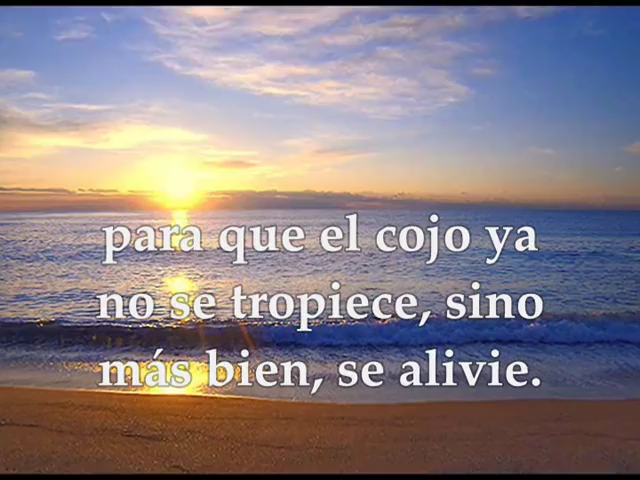 para que el cojo ya
no se tropiece, sino
más bien, se alivie.